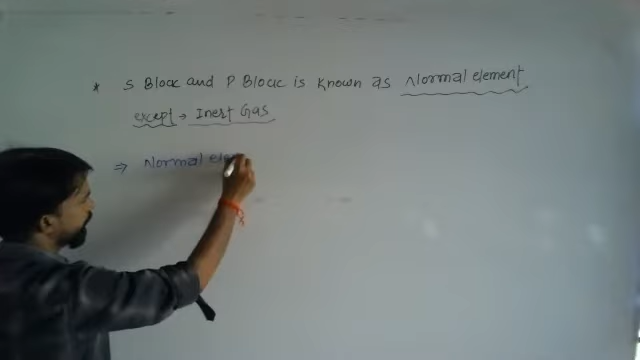 * S Block and P Block is known as Normal element
except → Inert Gas
⇒ Normal ele